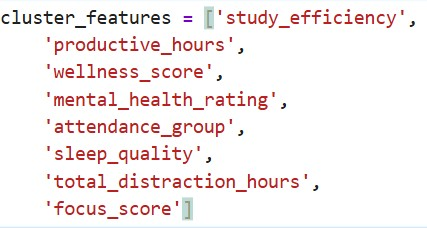 cluster_features = ['study_efficiency',
    'productive_hours',
    'wellness_score',
    'mental_health_rating',
    'attendance_group',
    'sleep_quality',
    'total_distraction_hours',
    'focus_score']